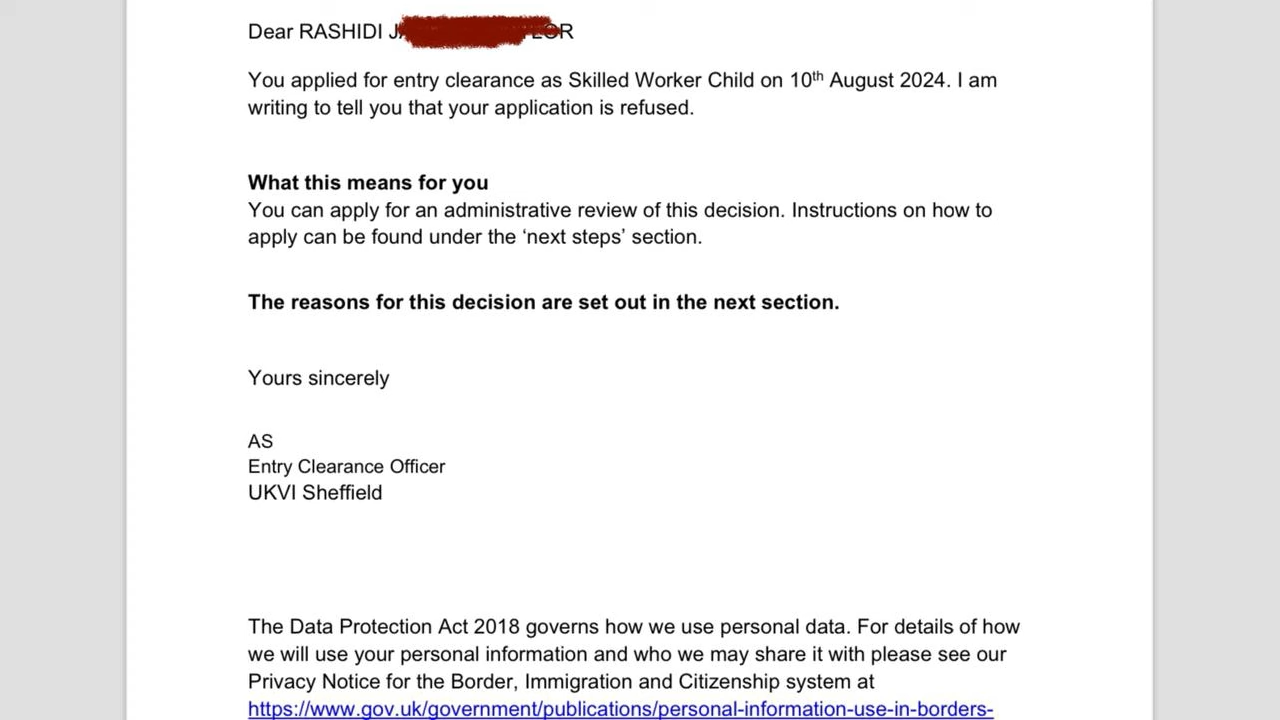 Dear RASHIDI
You applied for entry clearance as Skilled Worker Child on 10th August 2024. I am
writing to tell you that your application is refused.
What this means for you
You can apply for an administrative review of this decision. Instructions on how to
apply can be found under the ‘next steps’ section.
The reasons for this decision are set out in the next section.
Yours sincerely
AS
Entry Clearance Officer
UKVI Sheffield
The Data Protection Act 2018 governs how we use personal data. For details of how
we will use your personal information and who we may share it with please see our
Privacy Notice for the Border, Immigration and Citizenship system at
https://www.gov.uk/government/publications/personal-information-use-in-borders-